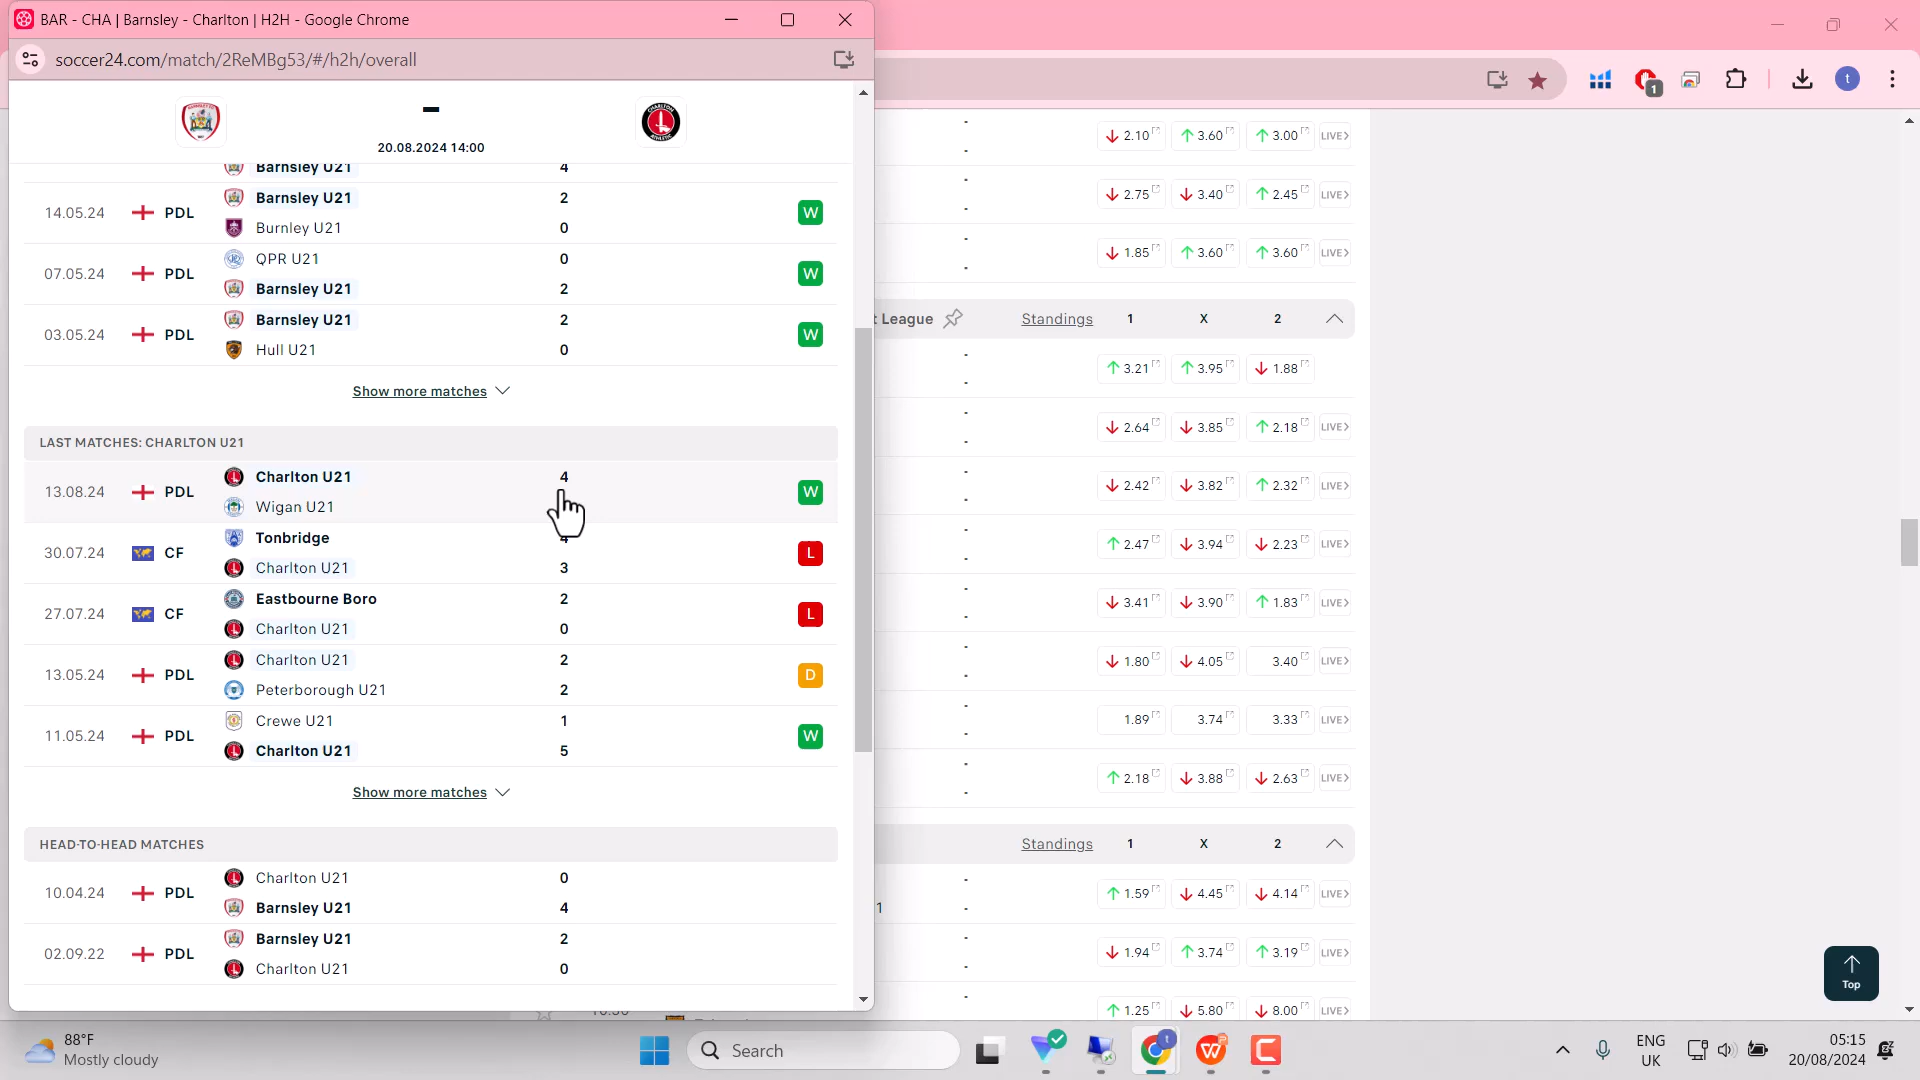 BAR - CHA | Barnsley - Charlton | H2H - Google Chrome
soccer24.com/match/2ReMBg53/#/h2h/overall
1
t
20.08.2024 14:00
Barnsley U21 4
14.05.24 PDL Barnsley U21 2 W
Burnley U21 0
07.05.24 PDL QPR U21 0 W
Barnsley U21 2
03.05.24 PDL Barnsley U21 2 W
Hull U21 0
Show more matches
LAST MATCHES: CHARLTON U21
13.08.24 PDL Charlton U21 4 W
Wigan U21
30.07.24 CF Tonbridge 4 L
Charlton U21 3
27.07.24 CF Eastbourne Boro 2 L
Charlton U21 0
13.05.24 PDL Charlton U21 2 D
Peterborough U21 2
11.05.24 PDL Crewe U21 1 W
Charlton U21 5
Show more matches
HEAD-TO-HEAD MATCHES
10.04.24 PDL Charlton U21 0
Barnsley U21 4
02.09.22 PDL Barnsley U21 2
Charlton U21 0
- 2.10 3.60 3.00 LIVE>
-
- 2.75 3.40 2.45 LIVE>
-
- 1.85 3.60 3.60 LIVE>
-
t League Standings 1 X 2
- 3.21 3.95 1.88
-
- 2.64 3.85 2.18 LIVE>
-
- 2.42 3.82 2.32 LIVE>
-
- 2.47 3.94 2.23 LIVE>
-
- 3.41 3.90 1.83 LIVE>
-
- 1.80 4.05 3.40 LIVE>
-
- 1.89 3.74 3.33 LIVE>
-
- 2.18 3.88 2.63 LIVE>
-
Standings 1 X 2
- 1.59 4.45 4.14 LIVE>
1 -
- 1.94 3.74 3.19 LIVE>
-
- 1.25 5.80 8.00 LIVE>
Top
88°F
Mostly cloudy
Search
ENG
UK
05:15
20/08/2024